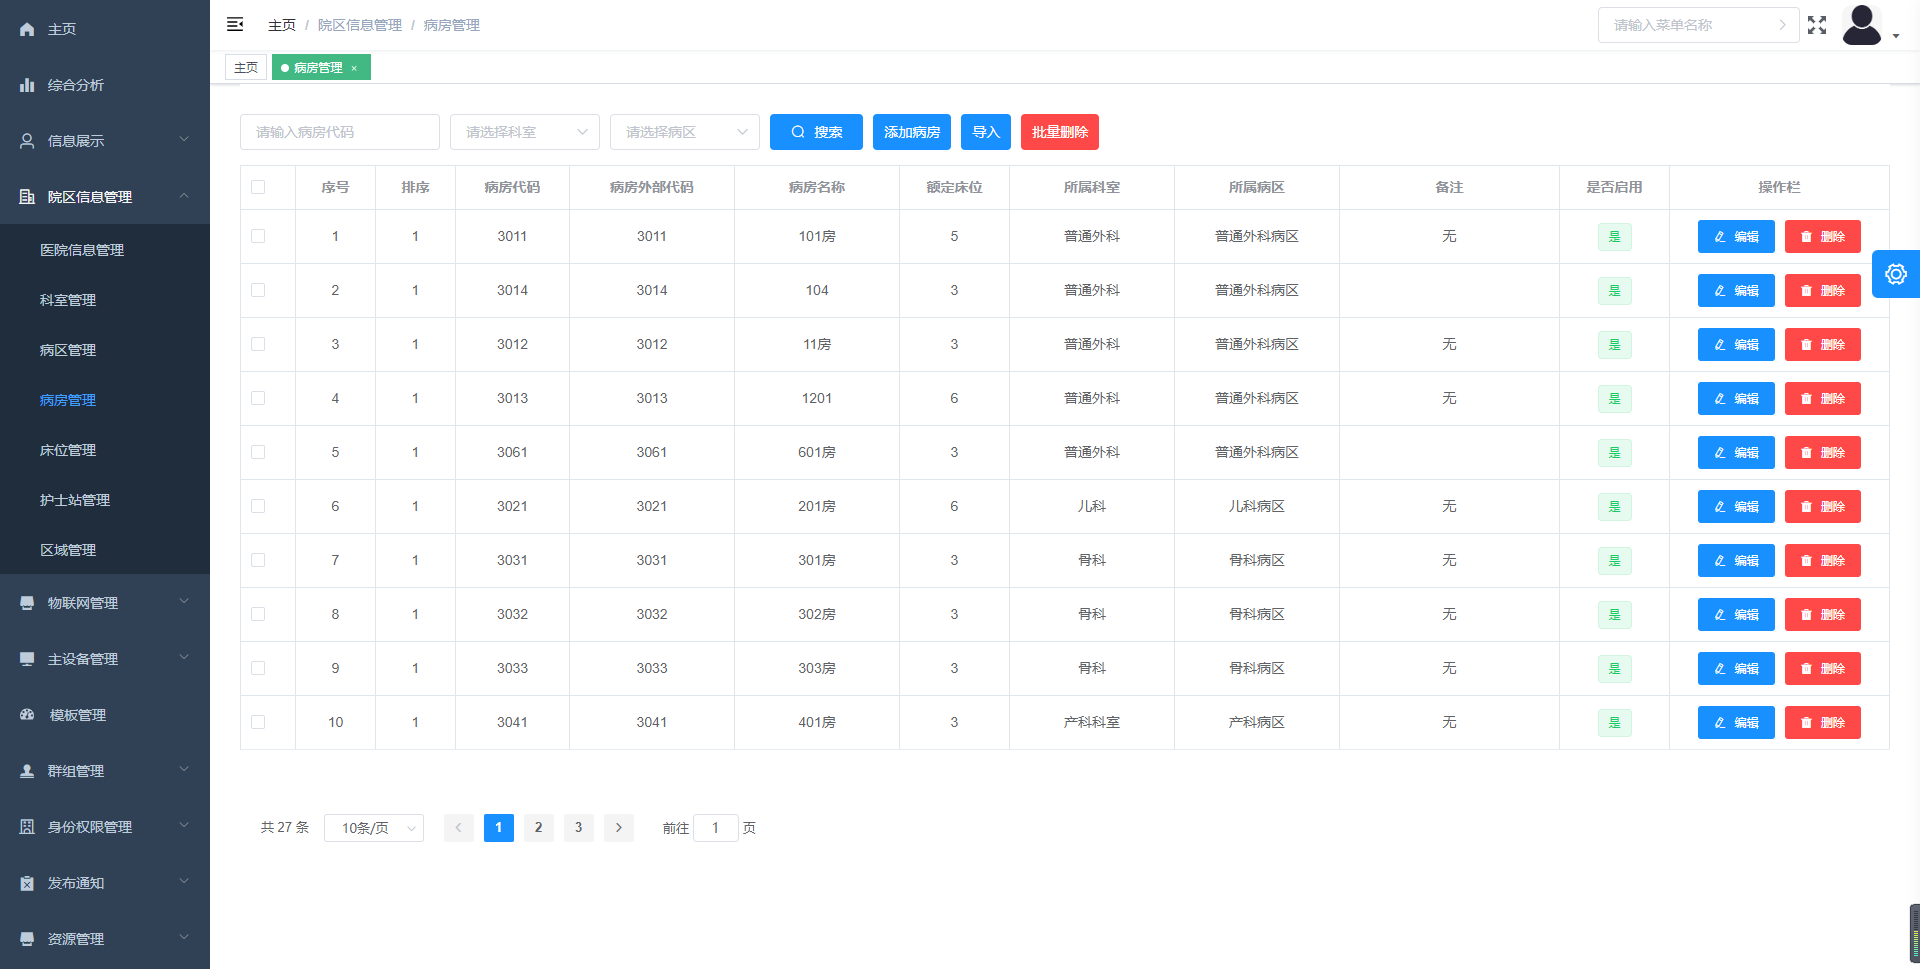 主页
综合分析
信息展示
院区信息管理
医院信息管理
科室管理
病区管理
病房管理
床位管理
护士站管理
区域管理
物联网管理
主设备管理
模板管理
群组管理
身份权限管理
发布通知
资源管理
主页 / 院区信息管理 / 病房管理
请输入菜单名称
主页 病房管理 ×
请输入病房代码 请选择科室 请选择病区 搜索 添加病房 导入 批量删除
序号 排序 病房代码 病房外部代码 病房名称 额定床位 所属科室 所属病区 备注 是否启用 操作栏
1 1 3011 3011 101房 5 普通外科 普通外科病区 无 是 编辑 删除
2 1 3014 3014 104 3 普通外科 普通外科病区 是 编辑 删除
3 1 3012 3012 11房 3 普通外科 普通外科病区 无 是 编辑 删除
4 1 3013 3013 1201 6 普通外科 普通外科病区 无 是 编辑 删除
5 1 3061 3061 601房 3 普通外科 普通外科病区 是 编辑 删除
6 1 3021 3021 201房 6 儿科 儿科病区 无 是 编辑 删除
7 1 3031 3031 301房 3 骨科 骨科病区 无 是 编辑 删除
8 1 3032 3032 302房 3 骨科 骨科病区 无 是 编辑 删除
9 1 3033 3033 303房 3 骨科 骨科病区 无 是 编辑 删除
10 1 3041 3041 401房 3 产科科室 产科病区 无 是 编辑 删除
共 27 条 10条/页 1 2 3 前往 1 页